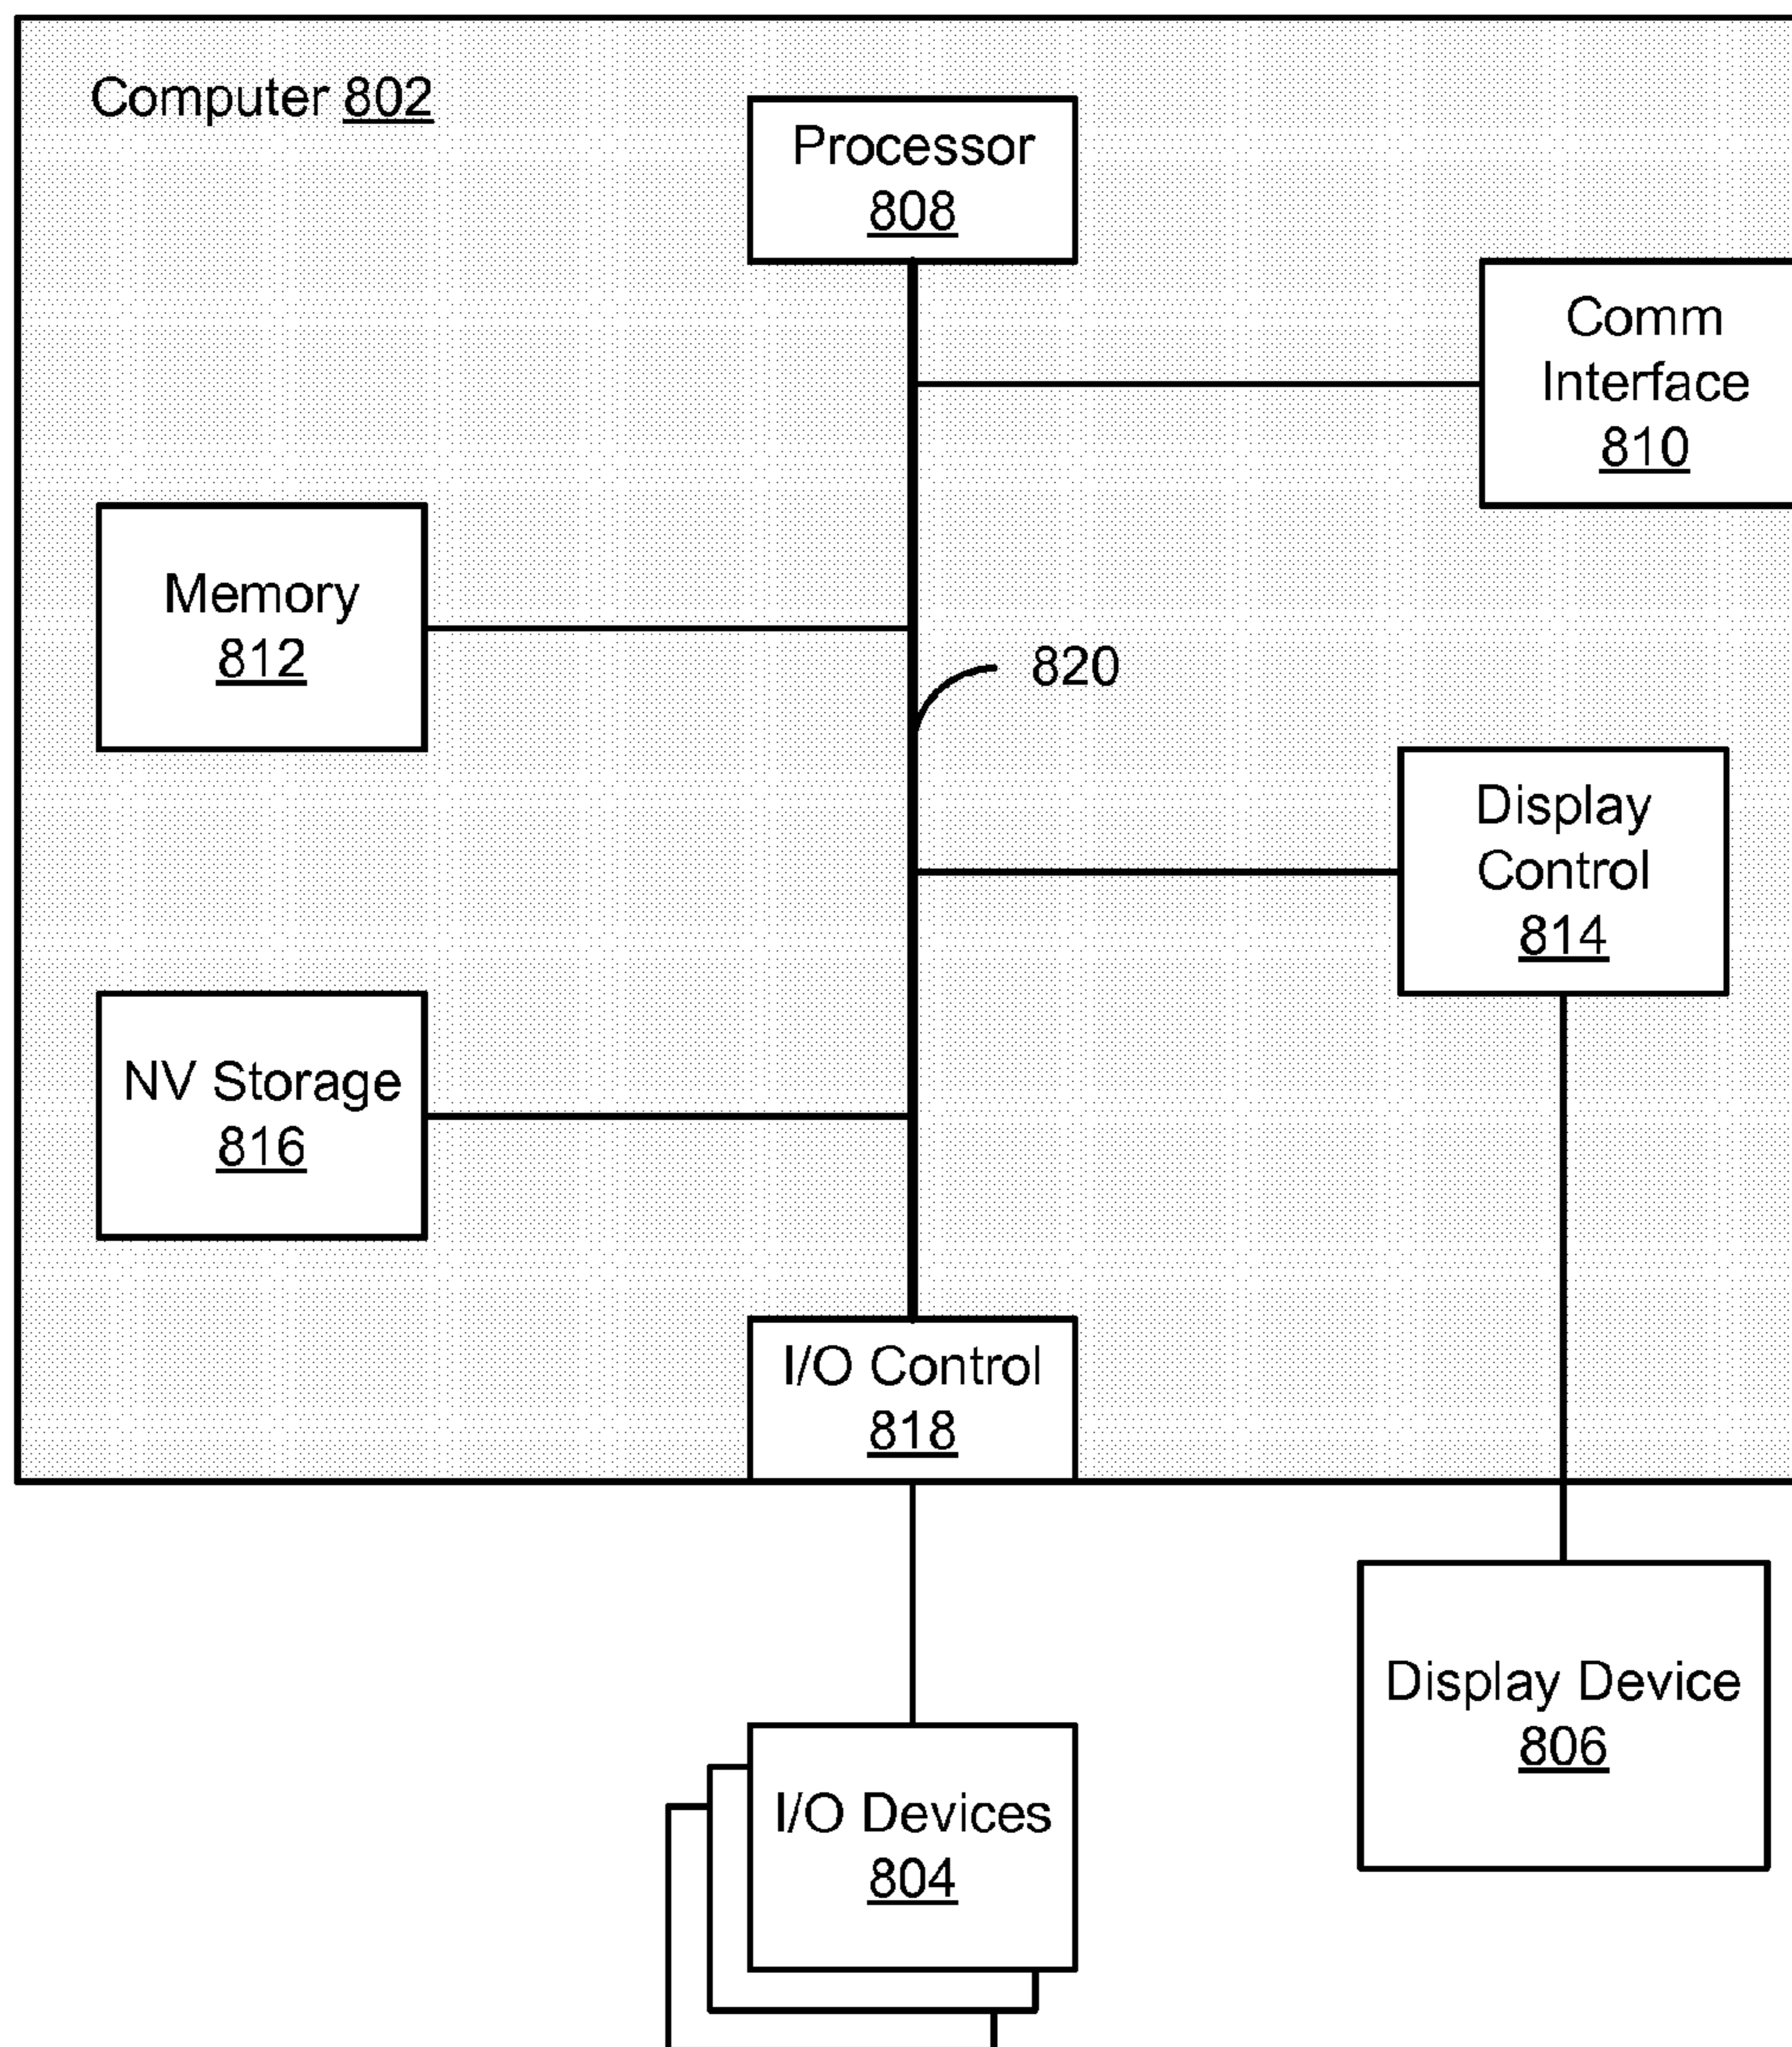 Computer 802
Processor
808
Comm
Interface
810
Memory
812
820
Display
Control
814
NV Storage
816
I/O Control
818
Display Device
806
I/O Devices
804